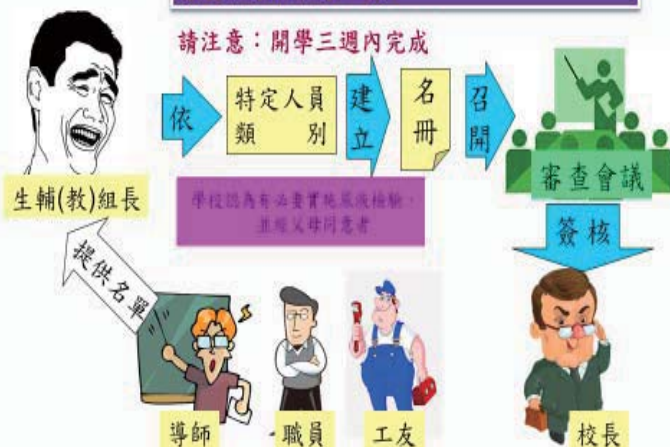 請注意：開學三週內完成
依
特定人員
類別
建立
名冊
召開
審查會議
生輔(教)組長
學校認為有必要實施尿液檢驗，
並經父母同意者
簽核
提供名單
導師
職員
工友
校長